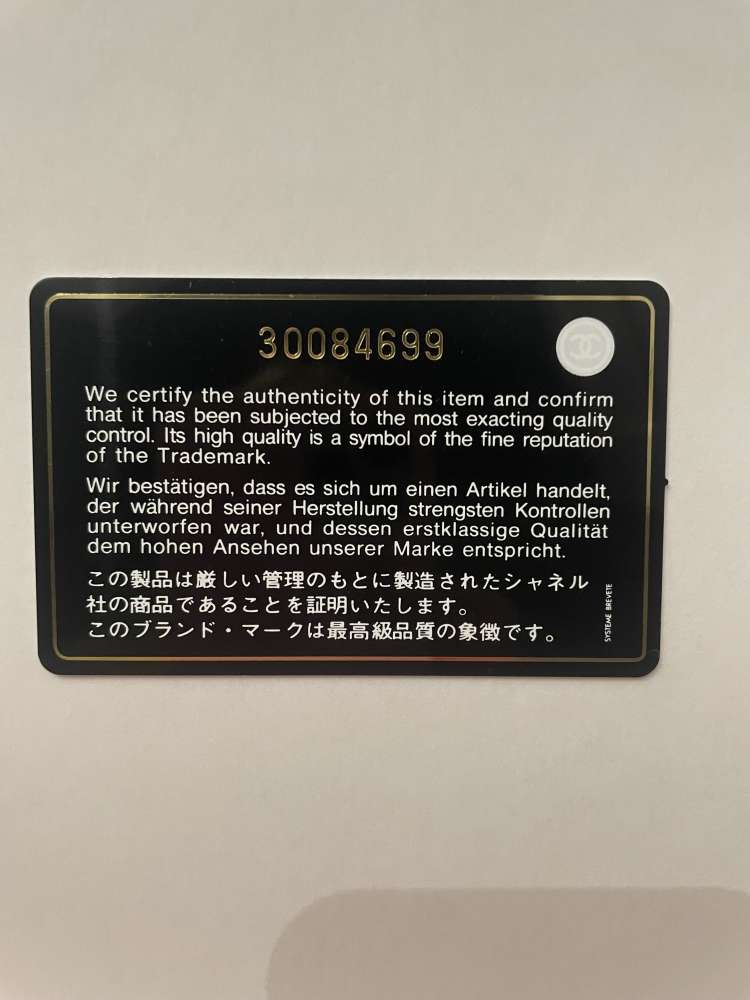 30084699
We certify the authenticity of this item and confirm
that it has been subjected to the most exacting quality
control. Its high quality is a symbol of the fine reputation
of the Trademark.
Wir bestätigen, dass es sich um einen Artikel handelt,
der während seiner Herstellung strengsten Kontrollen
unterworfen war, und dessen erstklassige Qualität
dem hohen Ansehen unserer Marke entspricht.
この製品は厳しい管理のもとに製造されたシャネル
社の商品であることを証明いたします。
このブランド・マークは最高級品質の象徴です。
SYSTEME BREVETE